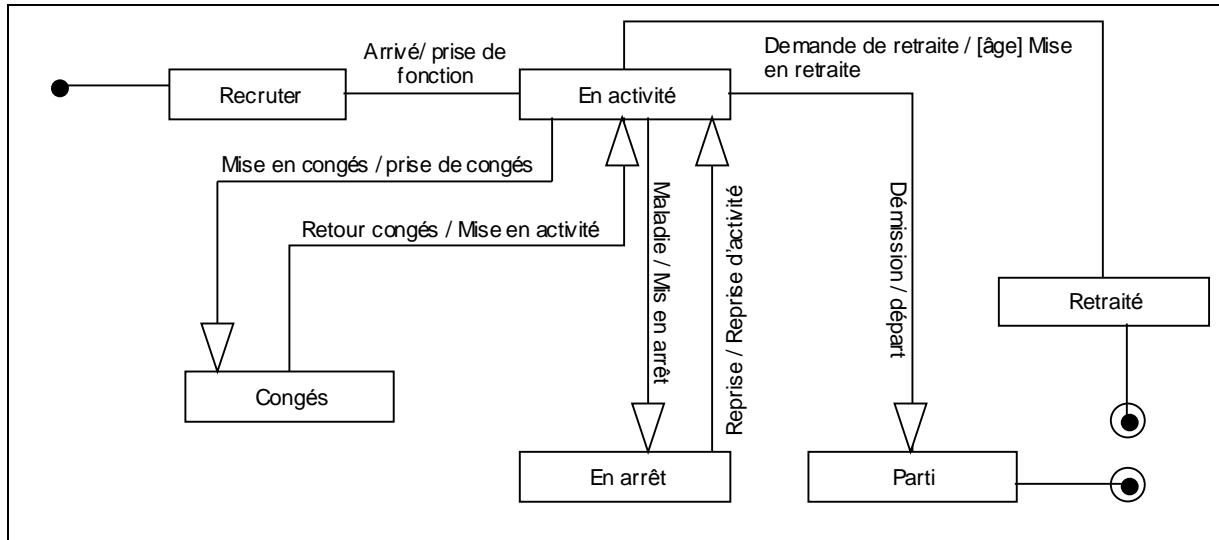 Arrivé/ prise de
fonction
Demande de retraite / [âge] Mise
en retraite
Recruter
En activité
Mise en congés / prise de congés
Retour congés / Mise en activité
Maladie / Mis en arrêt
Reprise / Reprise d'activité
Démission / départ
Retraité
Congés
En arrêt
Parti